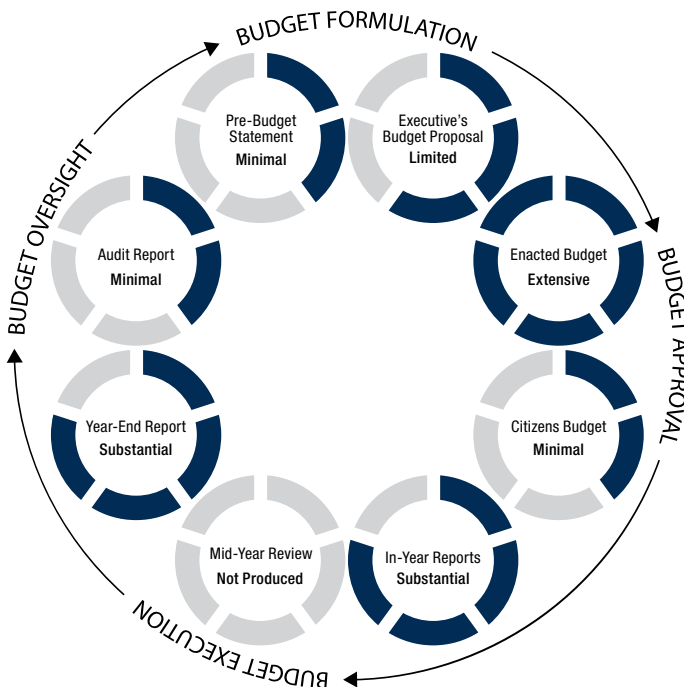 BUDGET FORMULATION
Pre-Budget
Statement
Minimal
Executive's
Budget Proposal
Limited
BUDGET OVERSIGHT
Audit Report
Minimal
Enacted Budget
Extensive
BUDGET APPROVAL
Year-End Report
Substantial
Citizens Budget
Minimal
Mid-Year Review
Not Produced
In-Year Reports
Substantial
BUDGET EXECUTION